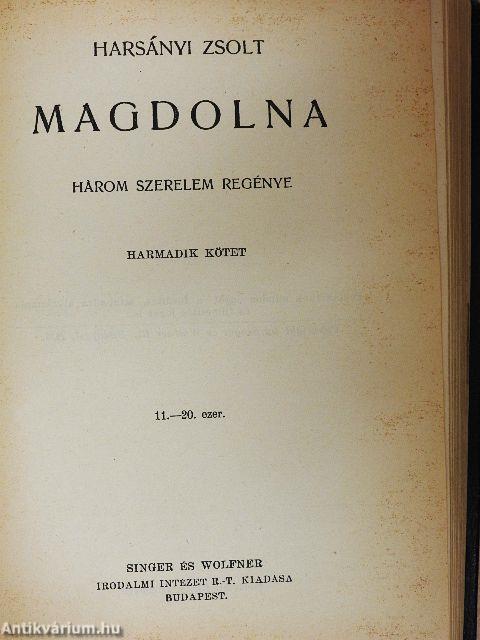 HARSÁNYI ZSOLT
MAGDOLNA
HÁROM SZERELEM REGÉNYE
HARMADIK KÖTET
11.—20. ezer.
SINGER ÉS WOLFNER
IRODALMI INTÉZET R.-T. KIADÁSA
BUDAPEST.
Antikvárium.hu